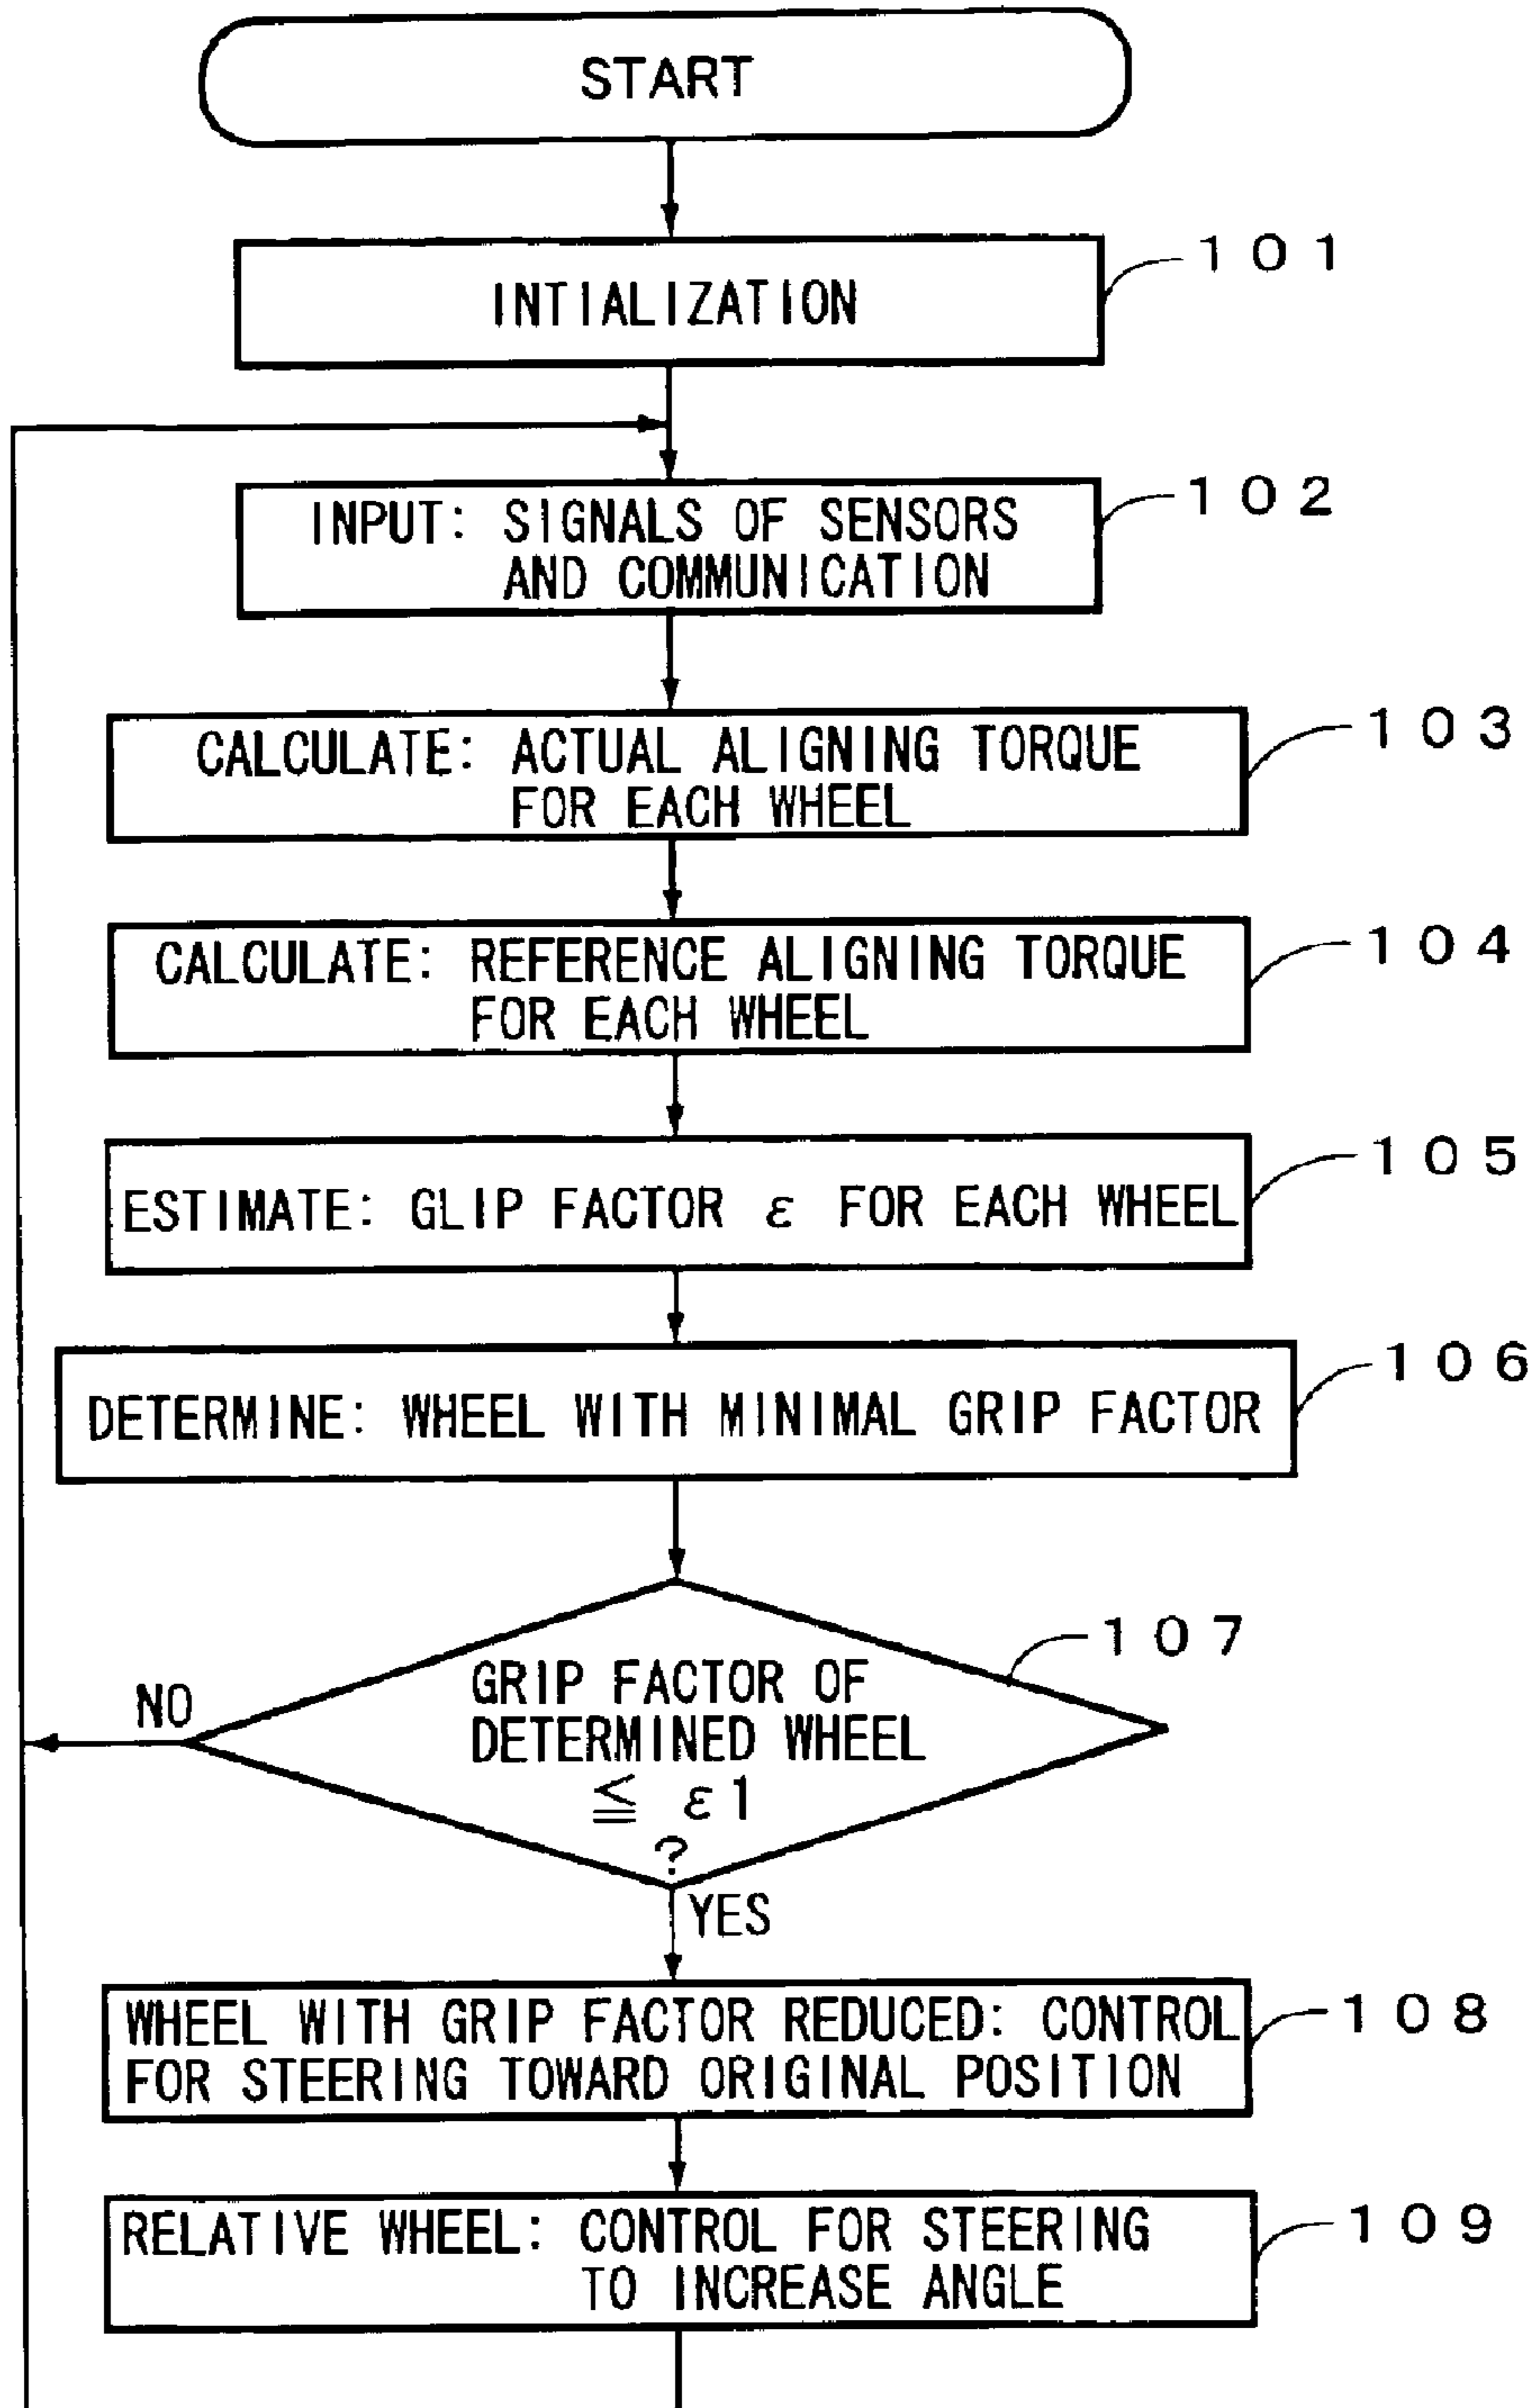 START
INTIALIZATION
101
INPUT: SIGNALS OF SENSORS
AND COMMUNICATION
102
CALCULATE: ACTUAL ALIGNING TORQUE
FOR EACH WHEEL
103
CALCULATE: REFERENCE ALIGNING TORQUE
FOR EACH WHEEL
104
ESTIMATE: GLIP FACTOR ε FOR EACH WHEEL
105
DETERMINE: WHEEL WITH MINIMAL GRIP FACTOR
106
GRIP FACTOR OF
DETERMINED WHEEL
≦ ε1
?
107
NO
YES
WHEEL WITH GRIP FACTOR REDUCED: CONTROL
FOR STEERING TOWARD ORIGINAL POSITION
108
RELATIVE WHEEL: CONTROL FOR STEERING
TO INCREASE ANGLE
109